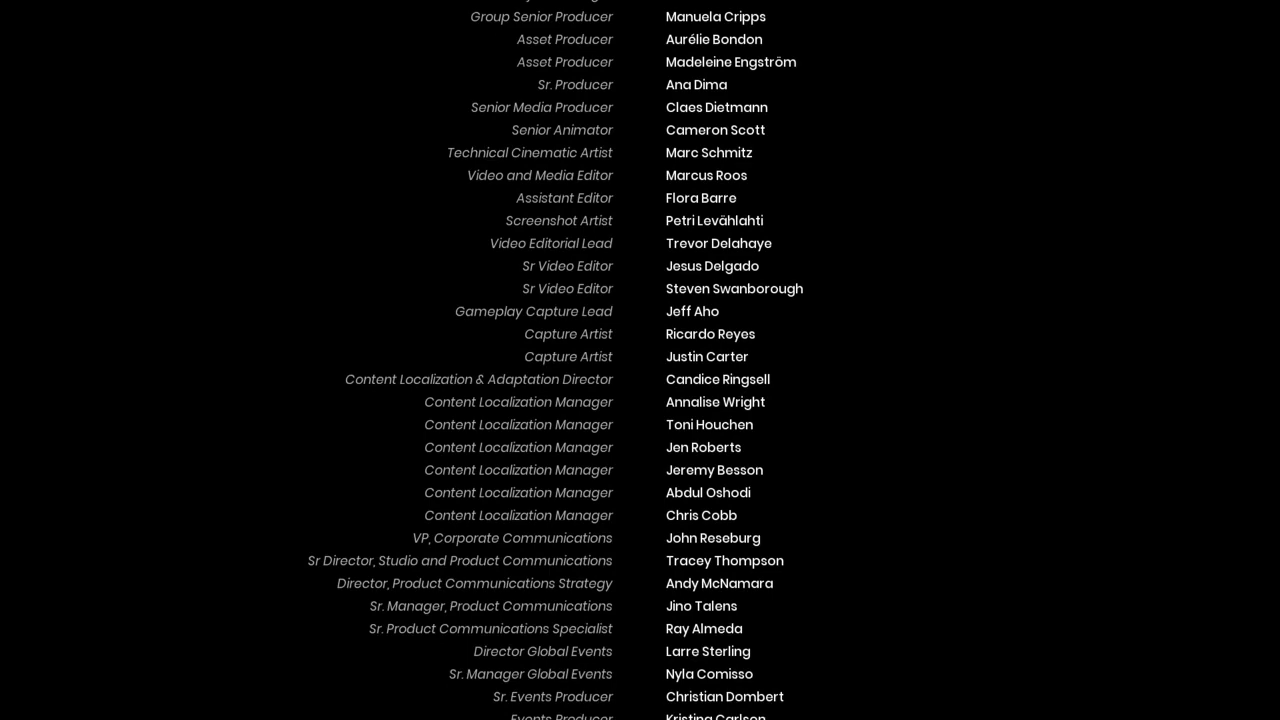 Group Senior Producer Manuela Cripps
Asset Producer Aurélie Bondon
Asset Producer Madeleine Engström
Sr. Producer Ana Dima
Senior Media Producer Claes Dietmann
Senior Animator Cameron Scott
Technical Cinematic Artist Marc Schmitz
Video and Media Editor Marcus Roos
Assistant Editor Flora Barre
Screenshot Artist Petri Levählahti
Video Editorial Lead Trevor Delahaye
Sr Video Editor Jesus Delgado
Sr Video Editor Steven Swanborough
Gameplay Capture Lead Jeff Aho
Capture Artist Ricardo Reyes
Capture Artist Justin Carter
Content Localization & Adaptation Director Candice Ringsell
Content Localization Manager Annalise Wright
Content Localization Manager Toni Houchen
Content Localization Manager Jen Roberts
Content Localization Manager Jeremy Besson
Content Localization Manager Abdul Oshodi
Content Localization Manager Chris Cobb
VP, Corporate Communications John Reseburg
Sr Director, Studio and Product Communications Tracey Thompson
Director, Product Communications Strategy Andy McNamara
Sr. Manager, Product Communications Jino Talens
Sr. Product Communications Specialist Ray Almeda
Director Global Events Larre Sterling
Sr. Manager Global Events Nyla Comisso
Sr. Events Producer Christian Dombert
Events Producer Kristina Carlson